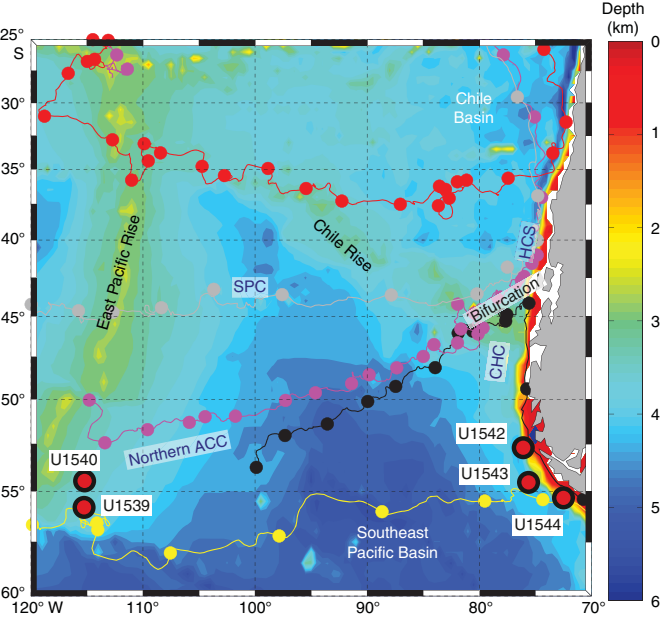 Depth
(km)
25°
S
0
Chile
Basin
30°
1
35°
East Pacific Rise
2
Chile Rise
HCS
40°
SPC
Bifurcation
45°
3
CHC
50°
4
U1542
Northern ACC
U1540
U1543
U1539
55°
U1544
5
Southeast
Pacific Basin
60°
6
120° W
110°
100°
90°
80°
70°